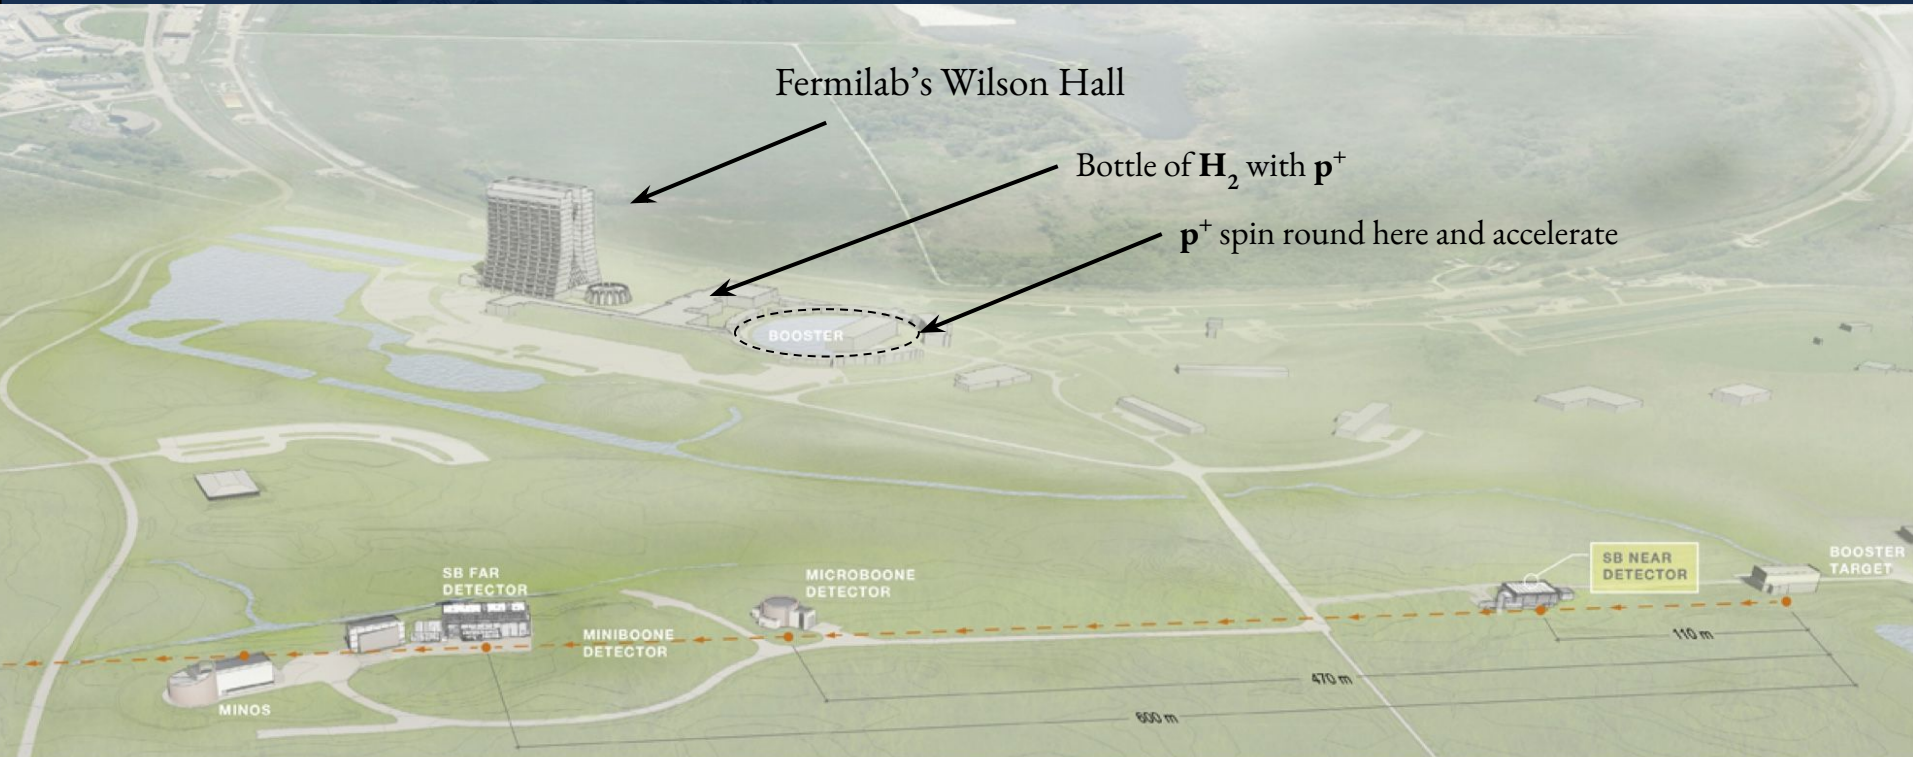 Fermilab's Wilson Hall
Bottle of H₂ with p⁺
p⁺ spin round here and accelerate
BOOSTER
SB NEAR
DETECTOR
BOOSTER
TARGET
SB FAR
DETECTOR
MICROBOONE
DETECTOR
MINIBOONE
DETECTOR
110 m
470 m
MINOS
600 m